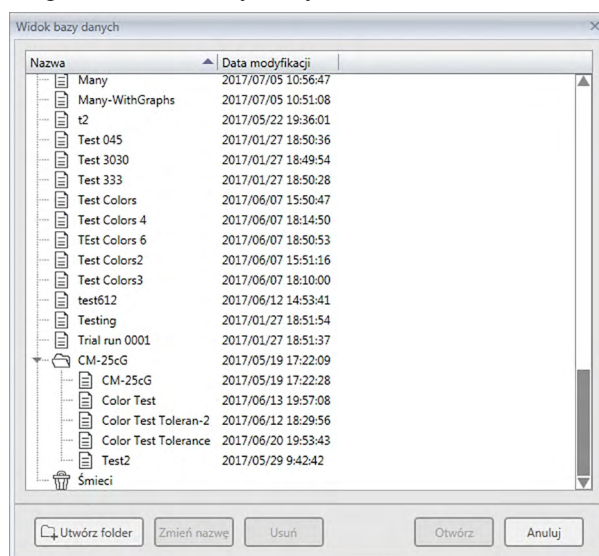 Widok bazy danych
Nazwa Data modyfikacji
Many 2017/07/05 10:56:47
Many-WithGraphs 2017/07/05 10:51:08
t2 2017/05/22 19:36:01
Test 045 2017/01/27 18:50:36
Test 3030 2017/01/27 18:49:54
Test 333 2017/01/27 18:50:28
Test Colors 2017/06/07 15:50:47
Test Colors 4 2017/06/07 18:14:50
TEst Colors 6 2017/06/07 18:50:53
Test Colors2 2017/06/07 15:51:16
Test Colors3 2017/06/07 18:10:00
test612 2017/06/12 14:53:41
Testing 2017/01/27 18:51:54
Trial run 0001 2017/01/27 18:51:37
CM-25cG 2017/05/19 17:22:09
CM-25cG 2017/05/19 17:22:28
Color Test 2017/06/13 19:57:08
Color Test Toleran-2 2017/06/12 18:29:56
Color Test Tolerance 2017/06/20 19:53:43
Test2 2017/05/29 9:42:42
Śmieci
Utwórz folder Zmień nazwę Usuń Otwórz Anuluj